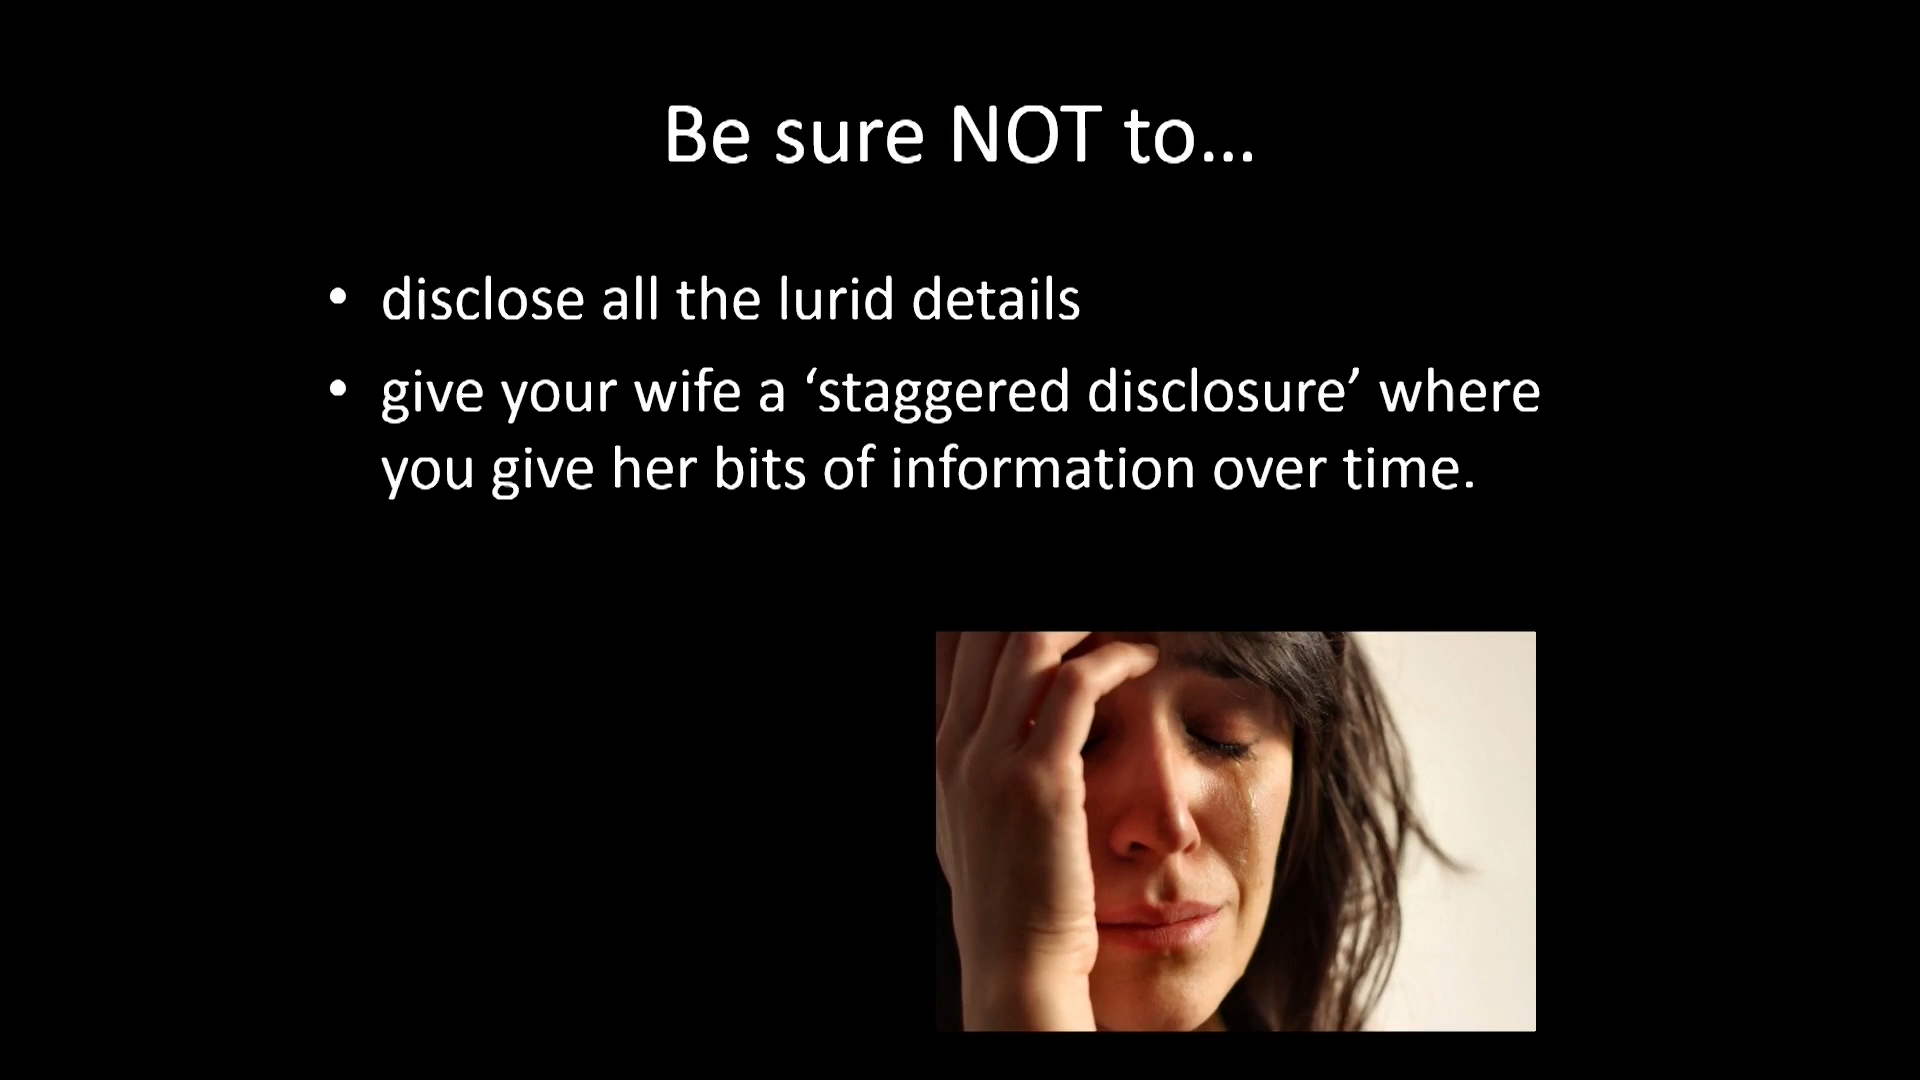 Be sure NOT to…
• disclose all the lurid details
• give your wife a ‘staggered disclosure’ where
you give her bits of information over time.